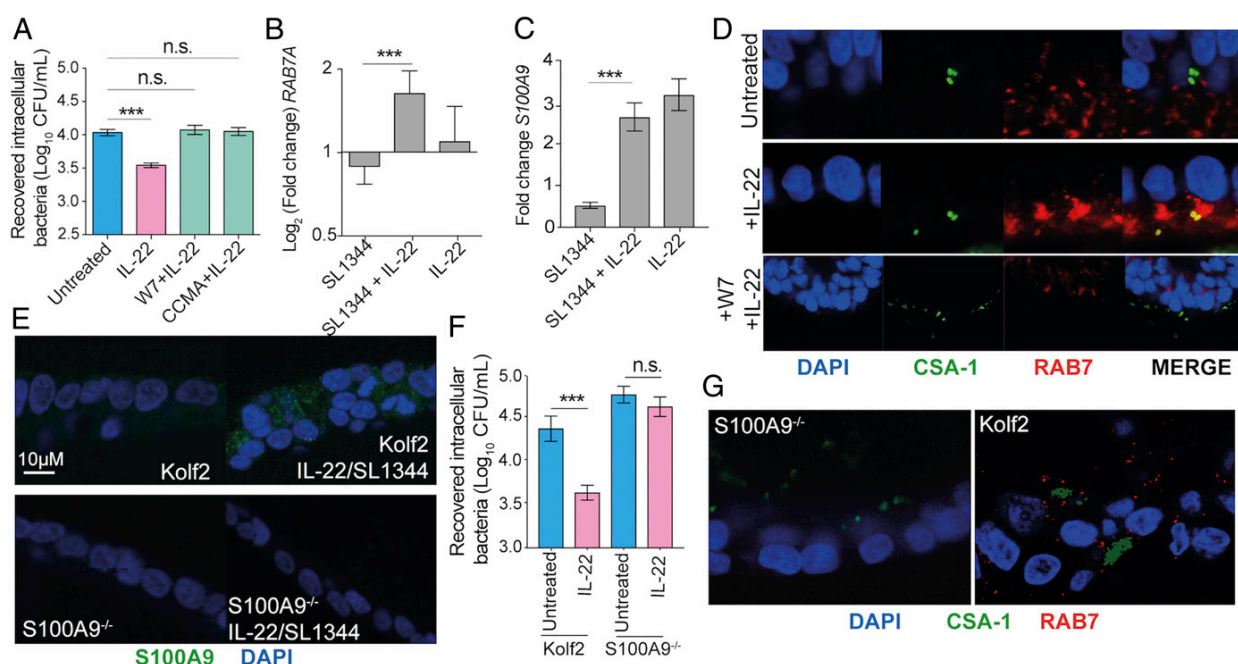 A
n.s.
n.s.
***
Recovered intracellular
bacteria (Log10 CFU/mL)
5.0
4.5
4.0
3.5
3.0
2.5
Untreated
IL-22
W7+IL-22
CCMA+IL-22
B
***
Log2 (Fold change) RAB7A
2
1
0.5
SL1344
SL1344 + IL-22
IL-22
C
***
Fold change S100A9
4
3
2
1
0
SL1344
SL1344 + IL-22
IL-22
D
Untreated
+IL-22
+W7
+IL-22
DAPI CSA-1 RAB7 MERGE
E
10μM
Kolf2
Kolf2
IL-22/SL1344
S100A9-/-
S100A9-/-
IL-22/SL1344
S100A9 DAPI
F
***
n.s.
Recovered intracellular
bacteria (Log10 CFU/mL)
5.0
4.5
4.0
3.5
3.0
Untreated
IL-22
Untreated
IL-22
Kolf2
S100A9-/-
G
S100A9-/-
Kolf2
DAPI CSA-1 RAB7